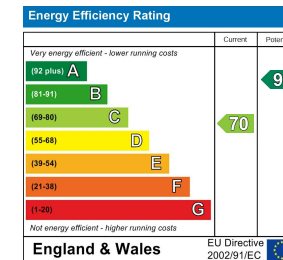 Energy Efficiency Rating
Current
Very energy efficient - lower running costs
(92 plus) A
(81-91) B
(69-80) C
70
(55-68) D
(39-54) E
(21-38) F
(1-20) G
Not energy efficient - higher running costs
England & Wales
EU Directive
2002/91/EC